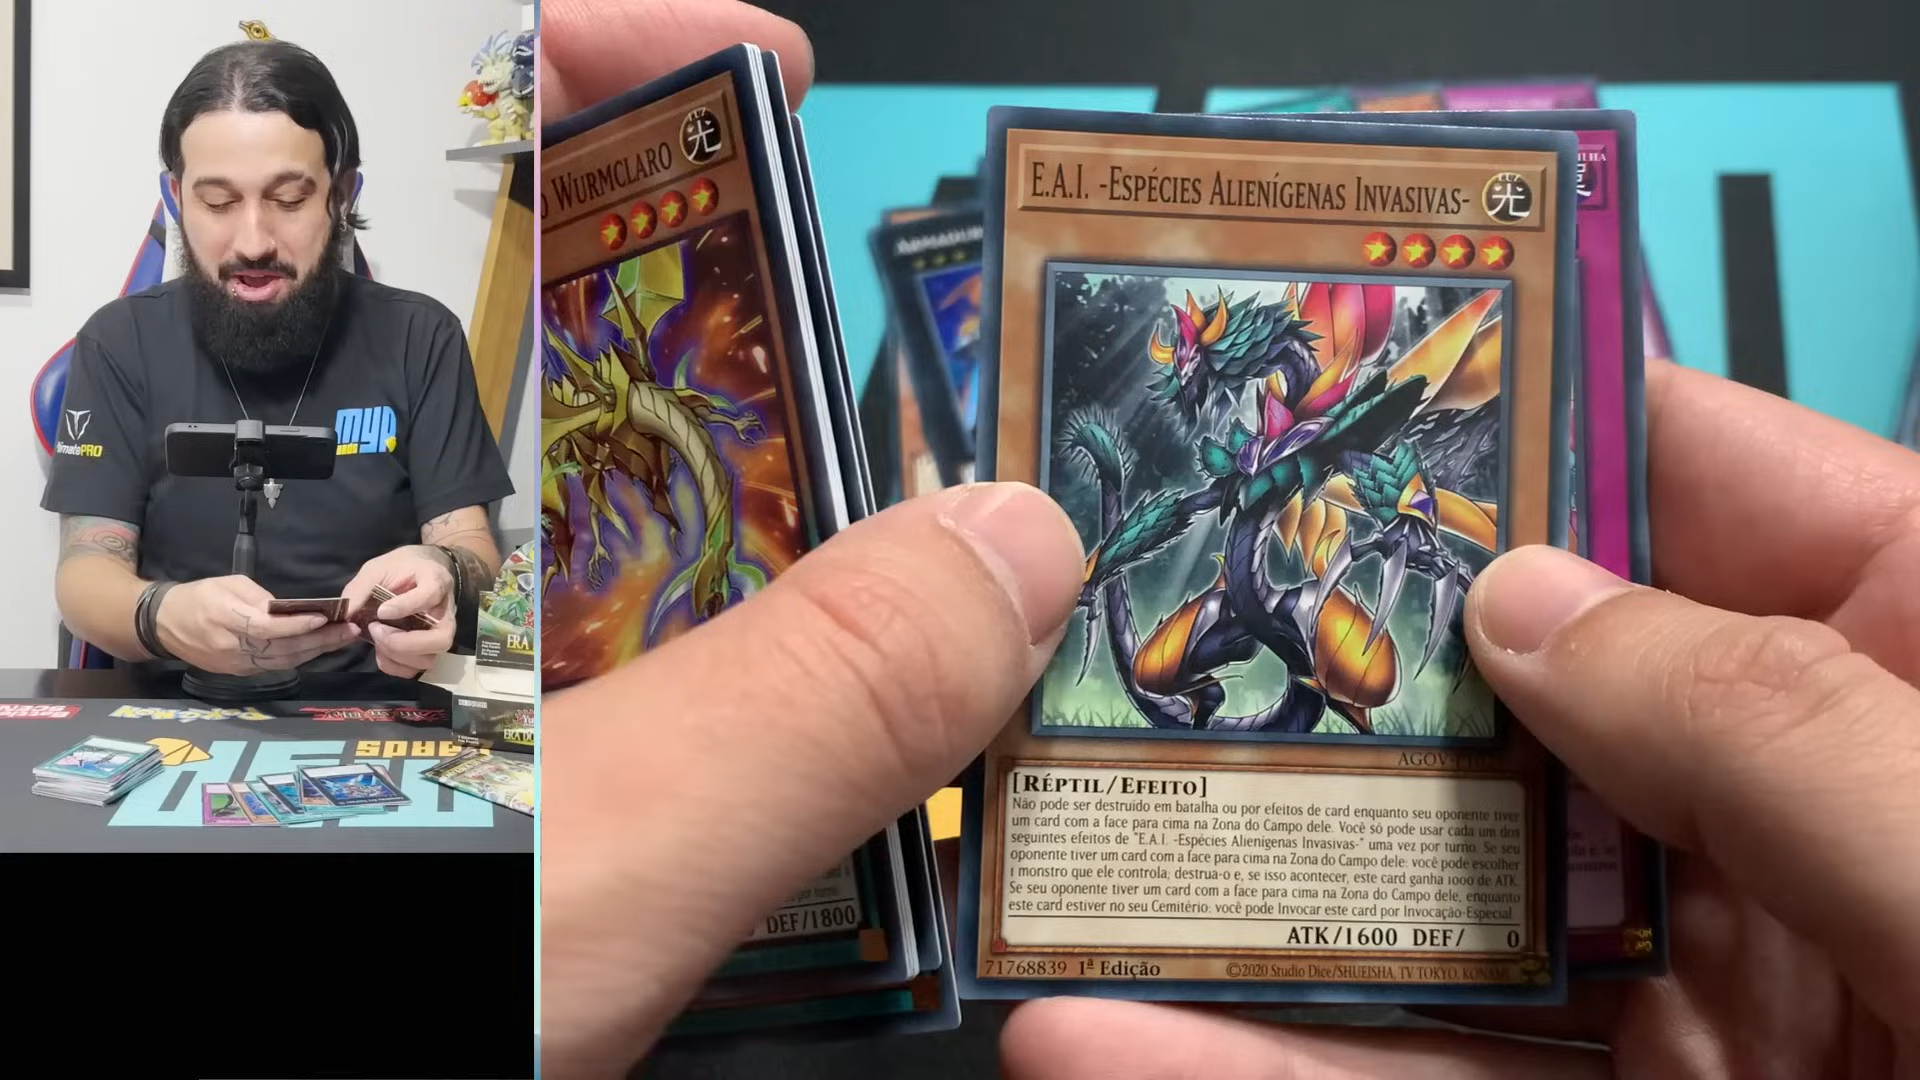 WURMCLARO
DEF/1800
E.A.I. -ESPÉCIES ALIENÍGENAS INVASIVAS-
LUZ
光
[RÉPTIL/EFEITO]
Não pode ser destruído em batalha ou por efeitos de card enquanto seu oponente tiver
um card com a face para cima na Zona do Campo dele. Você só pode usar cada um dos
seguintes efeitos de "E.A.I. -Espécies Alienígenas Invasivas-" uma vez por turno. Se seu
oponente tiver um card com a face para cima na Zona do Campo dele: você pode escolher
1 monstro que ele controla; destrua-o e, se isso acontecer, este card ganha 1000 de ATK.
Se seu oponente tiver um card com a face para cima na Zona do Campo dele, enquanto
este card estiver no seu Cemitério: você pode Invocar este card por Invocação-Especial.
ATK/1600 DEF/ 0
71768839 1ª Edição
©2020 Studio Dice/SHUEISHA, TV TOKYO, KONAMI
MYP
PRO
POKÉMON
ERA
ERA DO